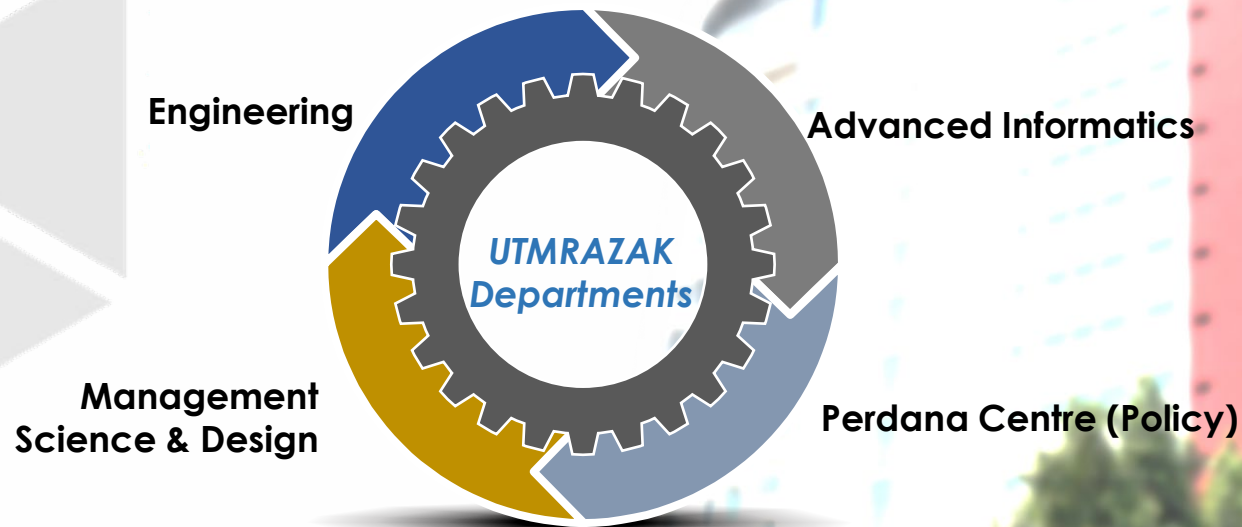 Engineering
Advanced Informatics
UTMRAZAK
Departments
Management
Science & Design
Perdana Centre (Policy)